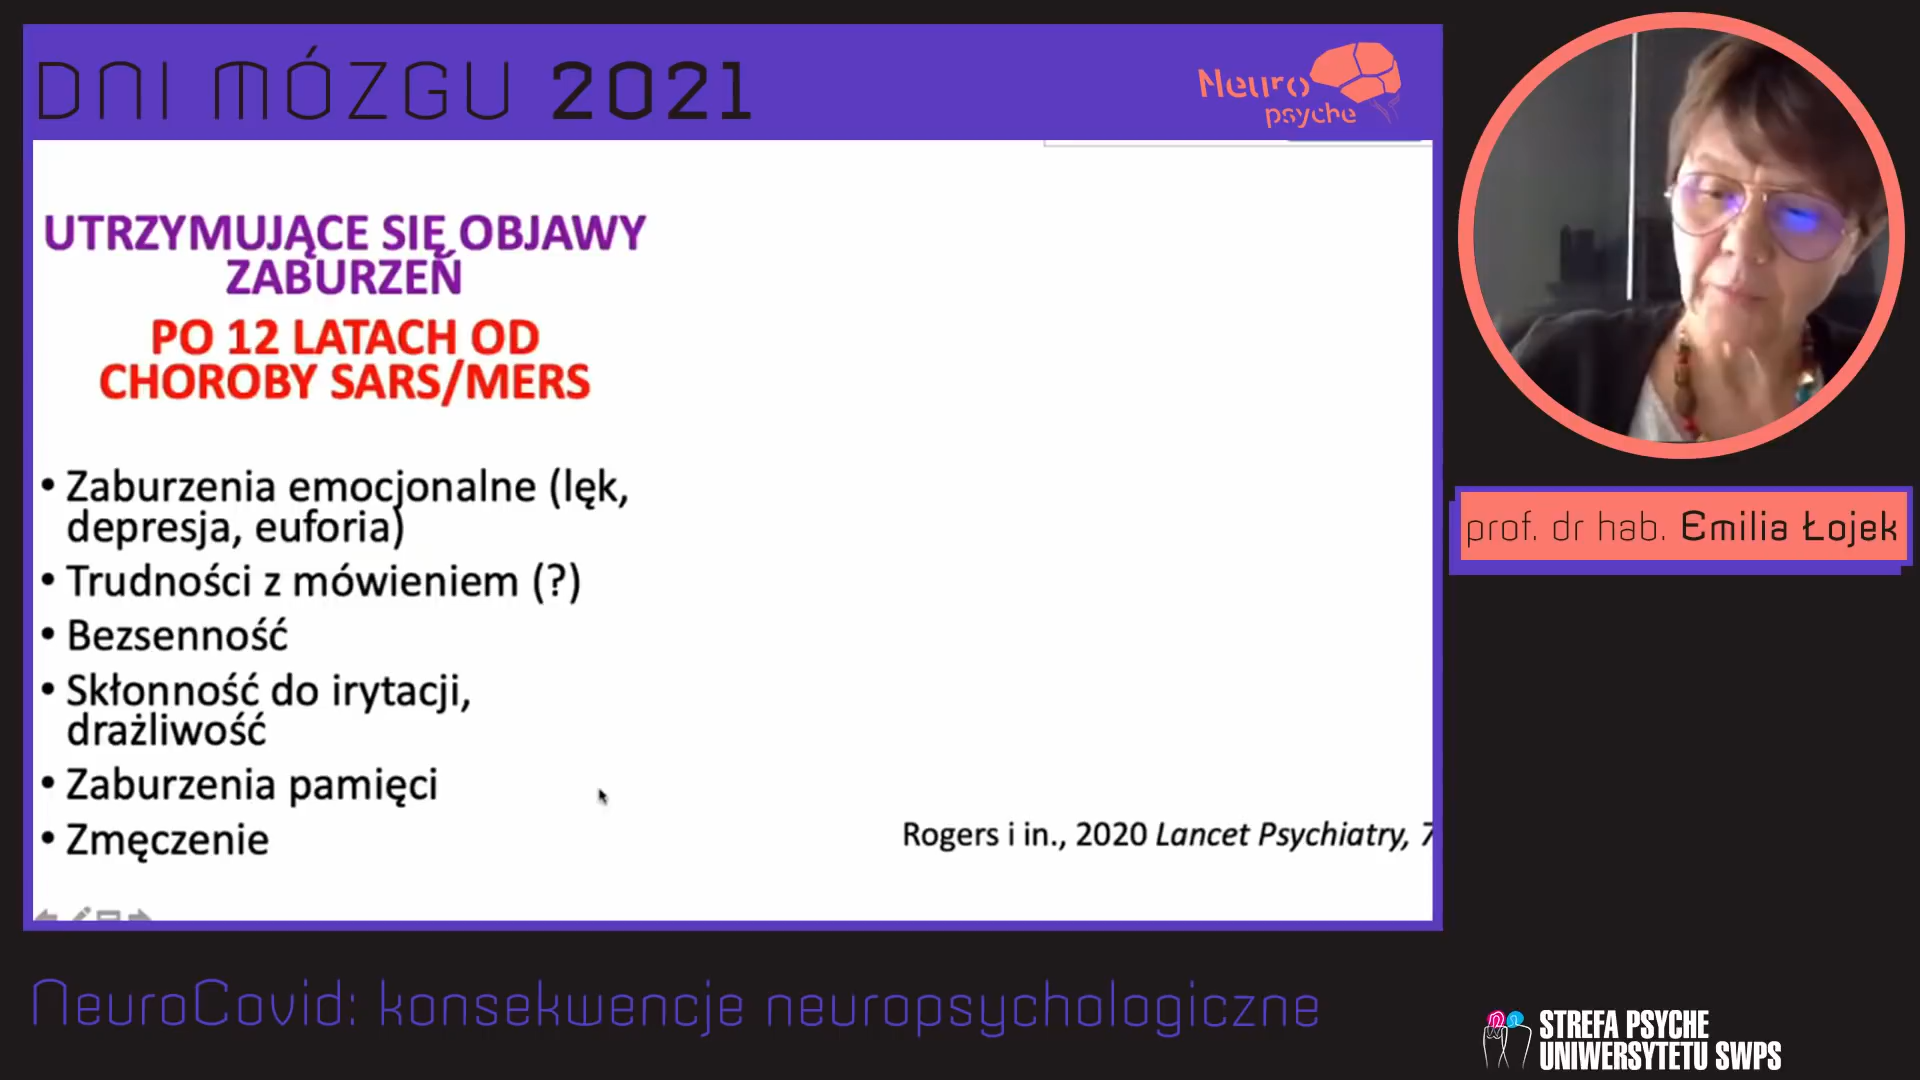 DNI MÓZGU 2021
Neuro
psyche
UTRZYMUJĄCE SIĘ OBJAWY
ZABURZEŃ
PO 12 LATACH OD
CHOROBY SARS/MERS
• Zaburzenia emocjonalne (lęk,
depresja, euforia)
• Trudności z mówieniem (?)
• Bezsenność
• Skłonność do irytacji,
drażliwość
• Zaburzenia pamięci
• Zmęczenie
Rogers i in., 2020 Lancet Psychiatry, 7
prof. dr hab. Emilia Łojek
NeuroCovid: konsekwencje neuropsychologiczne
STREFA PSYCHE
UNIWERSYTETU SWPS